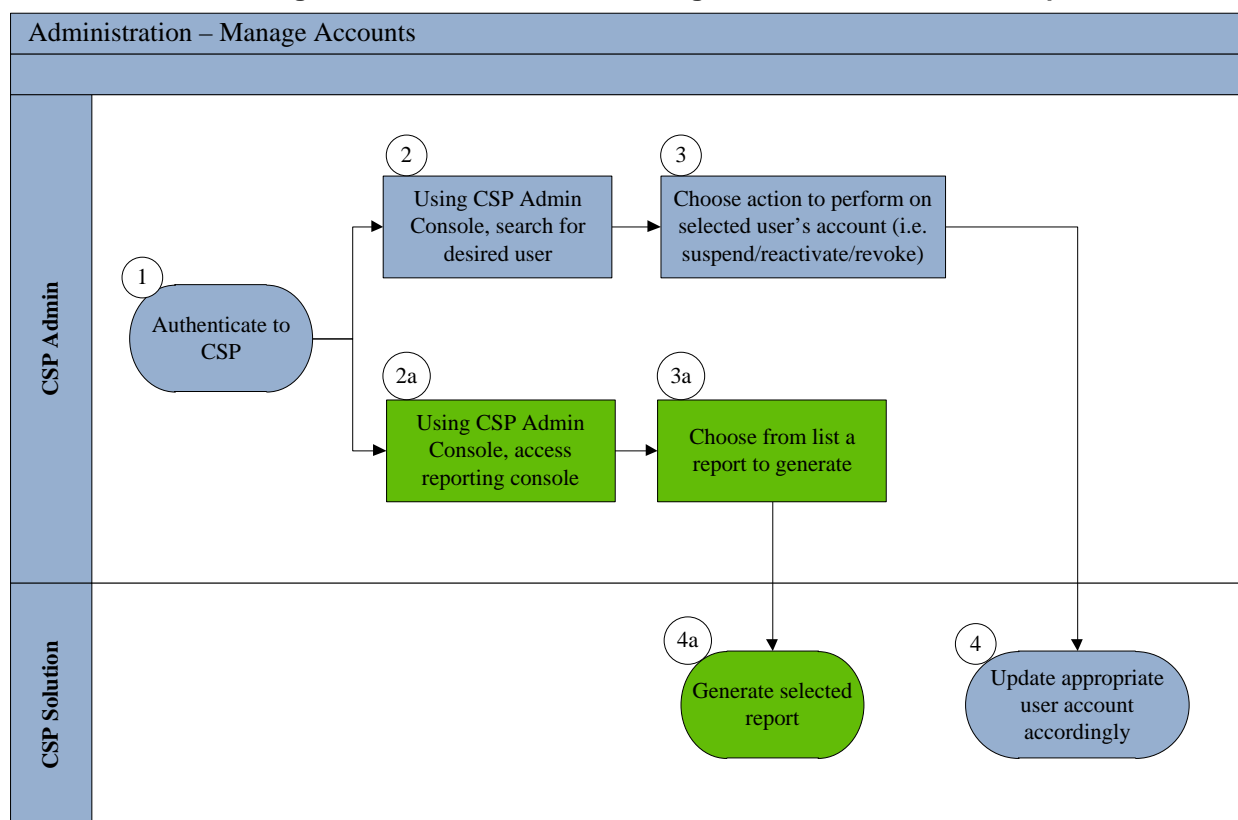 Administration – Manage Accounts
CSP Admin
1
Authenticate to
CSP
2
Using CSP Admin
Console, search for
desired user
3
Choose action to perform on
selected user’s account (i.e.
suspend/reactivate/revoke)
2a
Using CSP Admin
Console, access
reporting console
3a
Choose from list a
report to generate
CSP Solution
4a
Generate selected
report
4
Update appropriate
user account
accordingly